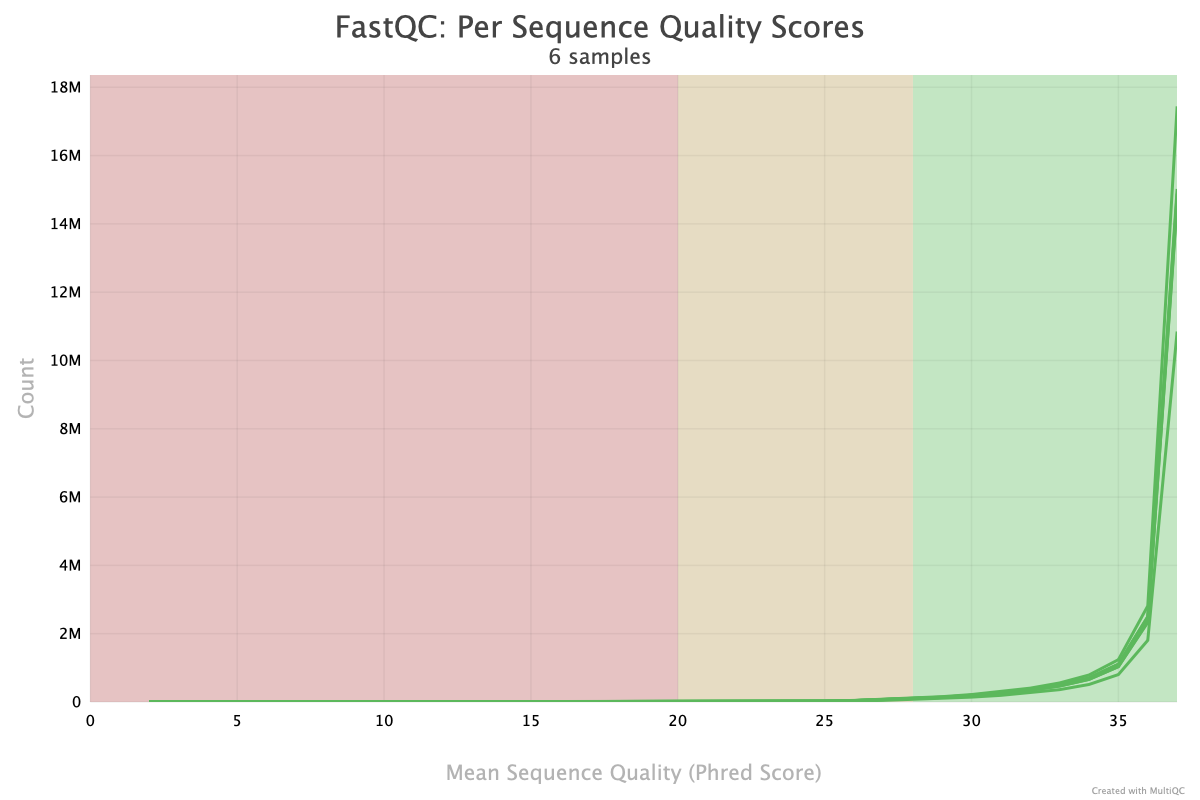 FastQC: Per Sequence Quality Scores
6 samples
18M
16M
14M
12M
10M
8M
6M
4M
2M
0
Count
0 5 10 15 20 25 30 35
Mean Sequence Quality (Phred Score)
Created with MultiQC